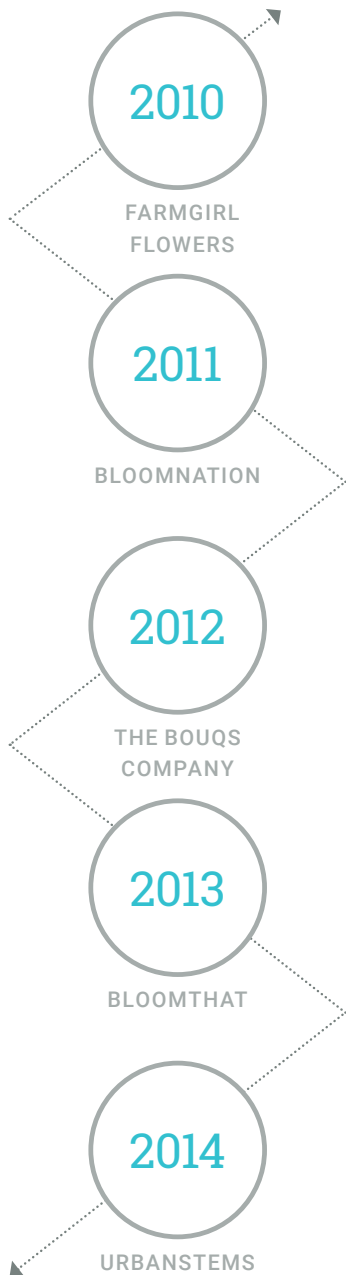 2010
FARMGIRL
FLOWERS
2011
BLOOMNATION
2012
THE BOUQS
COMPANY
2013
BLOOMTHAT
2014
URBANSTEMS